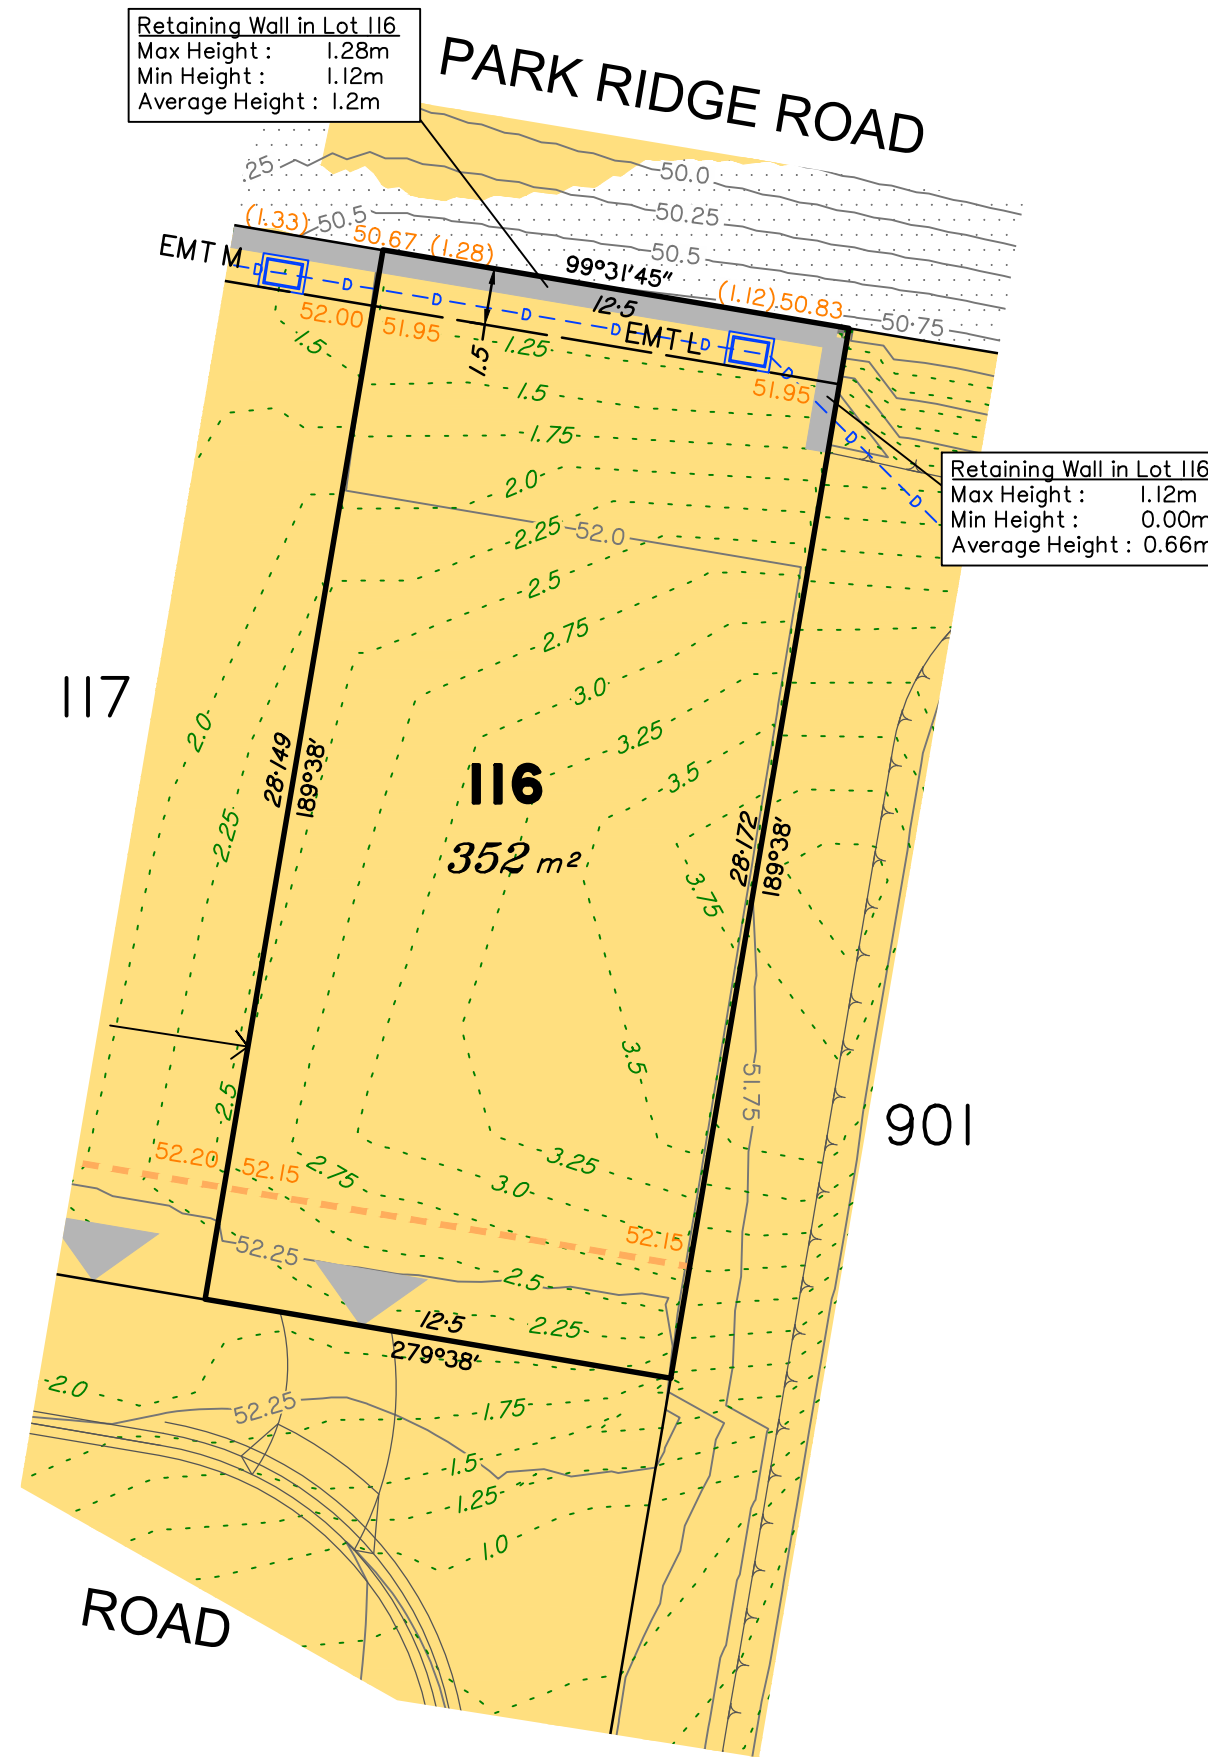 Retaining Wall in Lot 116
Max Height : 1.28m
Min Height : 1.12m
Average Height : 1.2m
PARK RIDGE ROAD
.25
50.0
50.25
50.5
(1.33)
50.5
50.67 (1.28)
EMT M
D
99°31'45"
12·5
(1.12) 50.83
50.75
D
D
D
D
D
EMT L
D
D
52.00
51.95
1.5
1.5
1.25
1.5
51.95
1.75
D
D
Retaining Wall in Lot 116
Max Height : 1.12m
Min Height : 0.00m
Average Height : 0.66m
2.0
2.25
52.0
2.5
2.75
117
3.0
2.0
3.25
3.5
28·149
189°38'
116
352 m²
2.25
28·172
189°38'
3.75
3.5
51.75
2.5
901
52.20
52.15
2.75
3.25
3.0
52.15
52.25
2.5
12·5
2.25
279°38'
2.0
52.25
1.75
1.5
1.25
1.0
ROAD